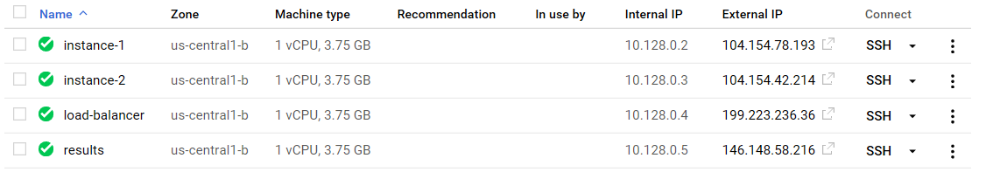 Name Zone Machine type Recommendation In use by Internal IP External IP Connect
instance-1 us-central1-b 1 vCPU, 3.75 GB 10.128.0.2 104.154.78.193 SSH
instance-2 us-central1-b 1 vCPU, 3.75 GB 10.128.0.3 104.154.42.214 SSH
load-balancer us-central1-b 1 vCPU, 3.75 GB 10.128.0.4 199.223.236.36 SSH
results us-central1-b 1 vCPU, 3.75 GB 10.128.0.5 146.148.58.216 SSH